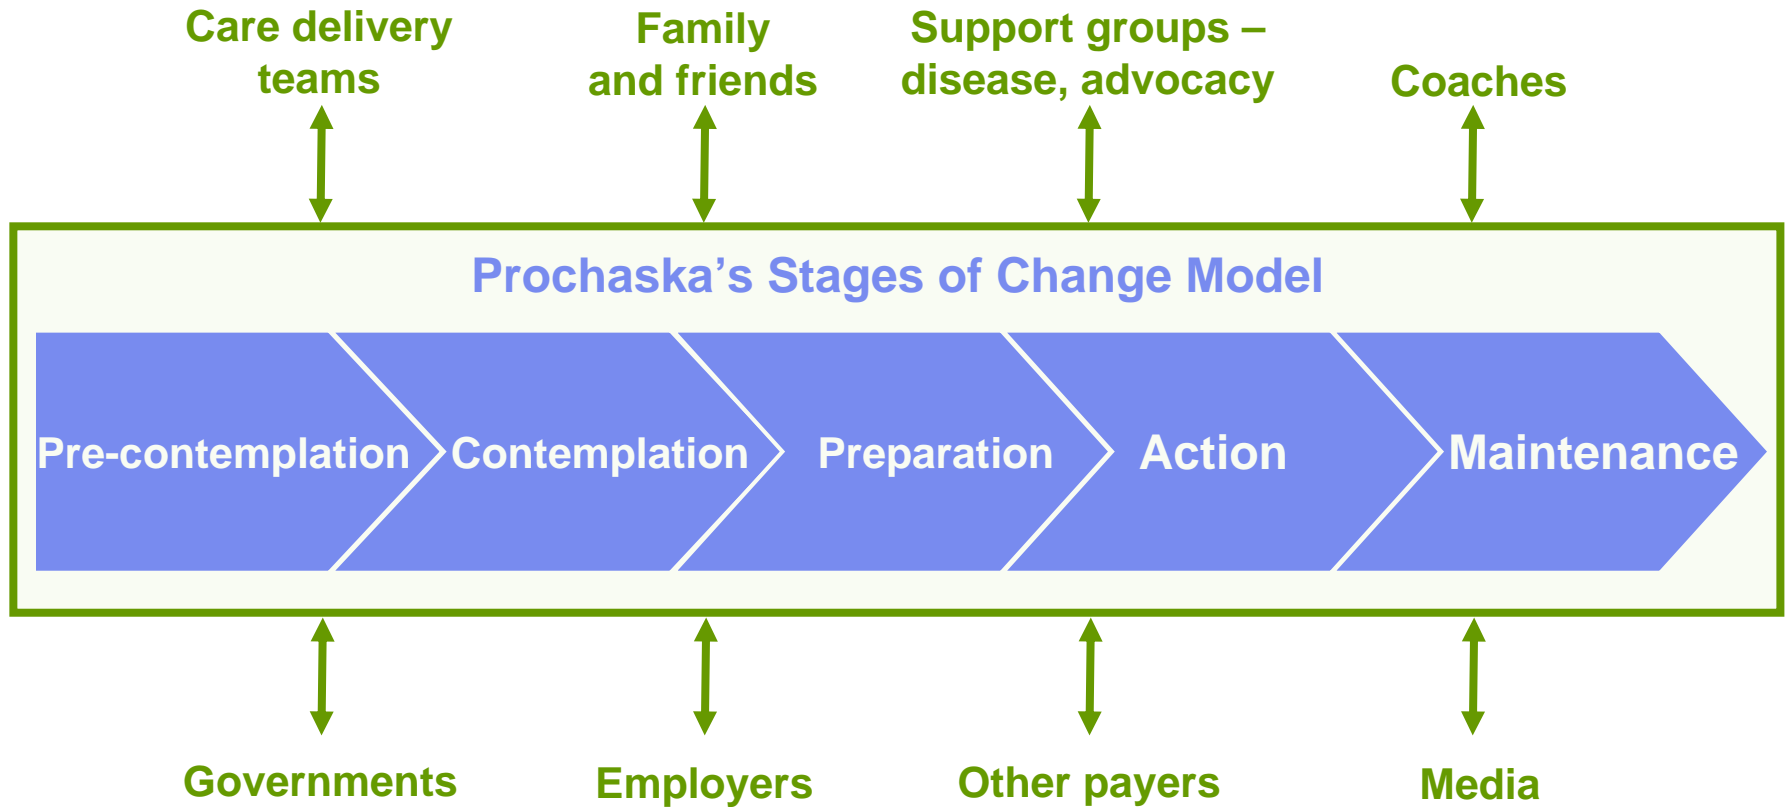 Care delivery
teams
Family
and friends
Support groups –
disease, advocacy
Coaches
Prochaska’s Stages of Change Model
Pre-contemplation
Contemplation
Preparation
Action
Maintenance
Governments
Employers
Other payers
Media